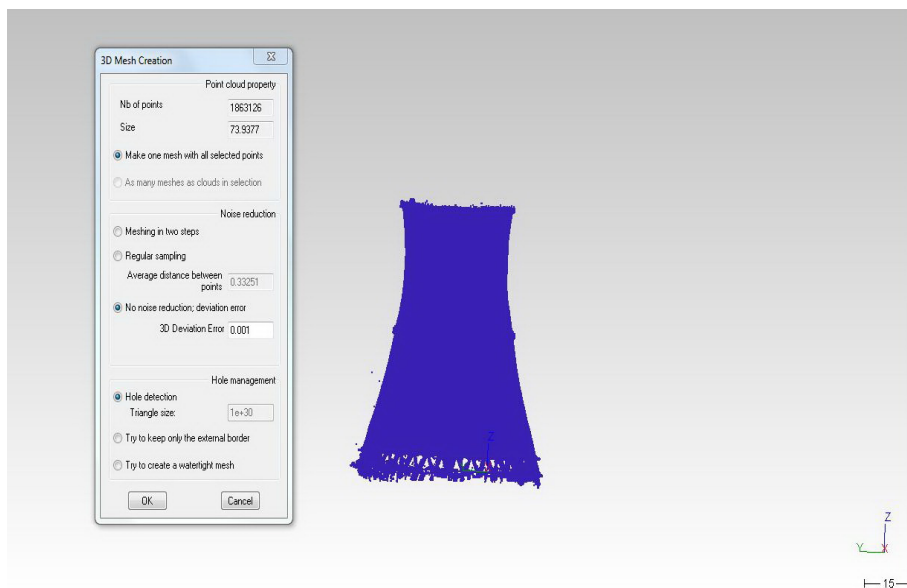 3D Mesh Creation
Point cloud property
Nb of points 1863126
Size 73.9377
Make one mesh with all selected points
As many meshes as clouds in selection
Noise reduction
Meshing in two steps
Regular sampling
Average distance between
points 0.33251
No noise reduction; deviation error
3D Deviation Error 0.001
Hole management
Hole detection
Triangle size: 1e+30
Try to keep only the external border
Try to create a watertight mesh
OK Cancel
Z
Z
Y X
15